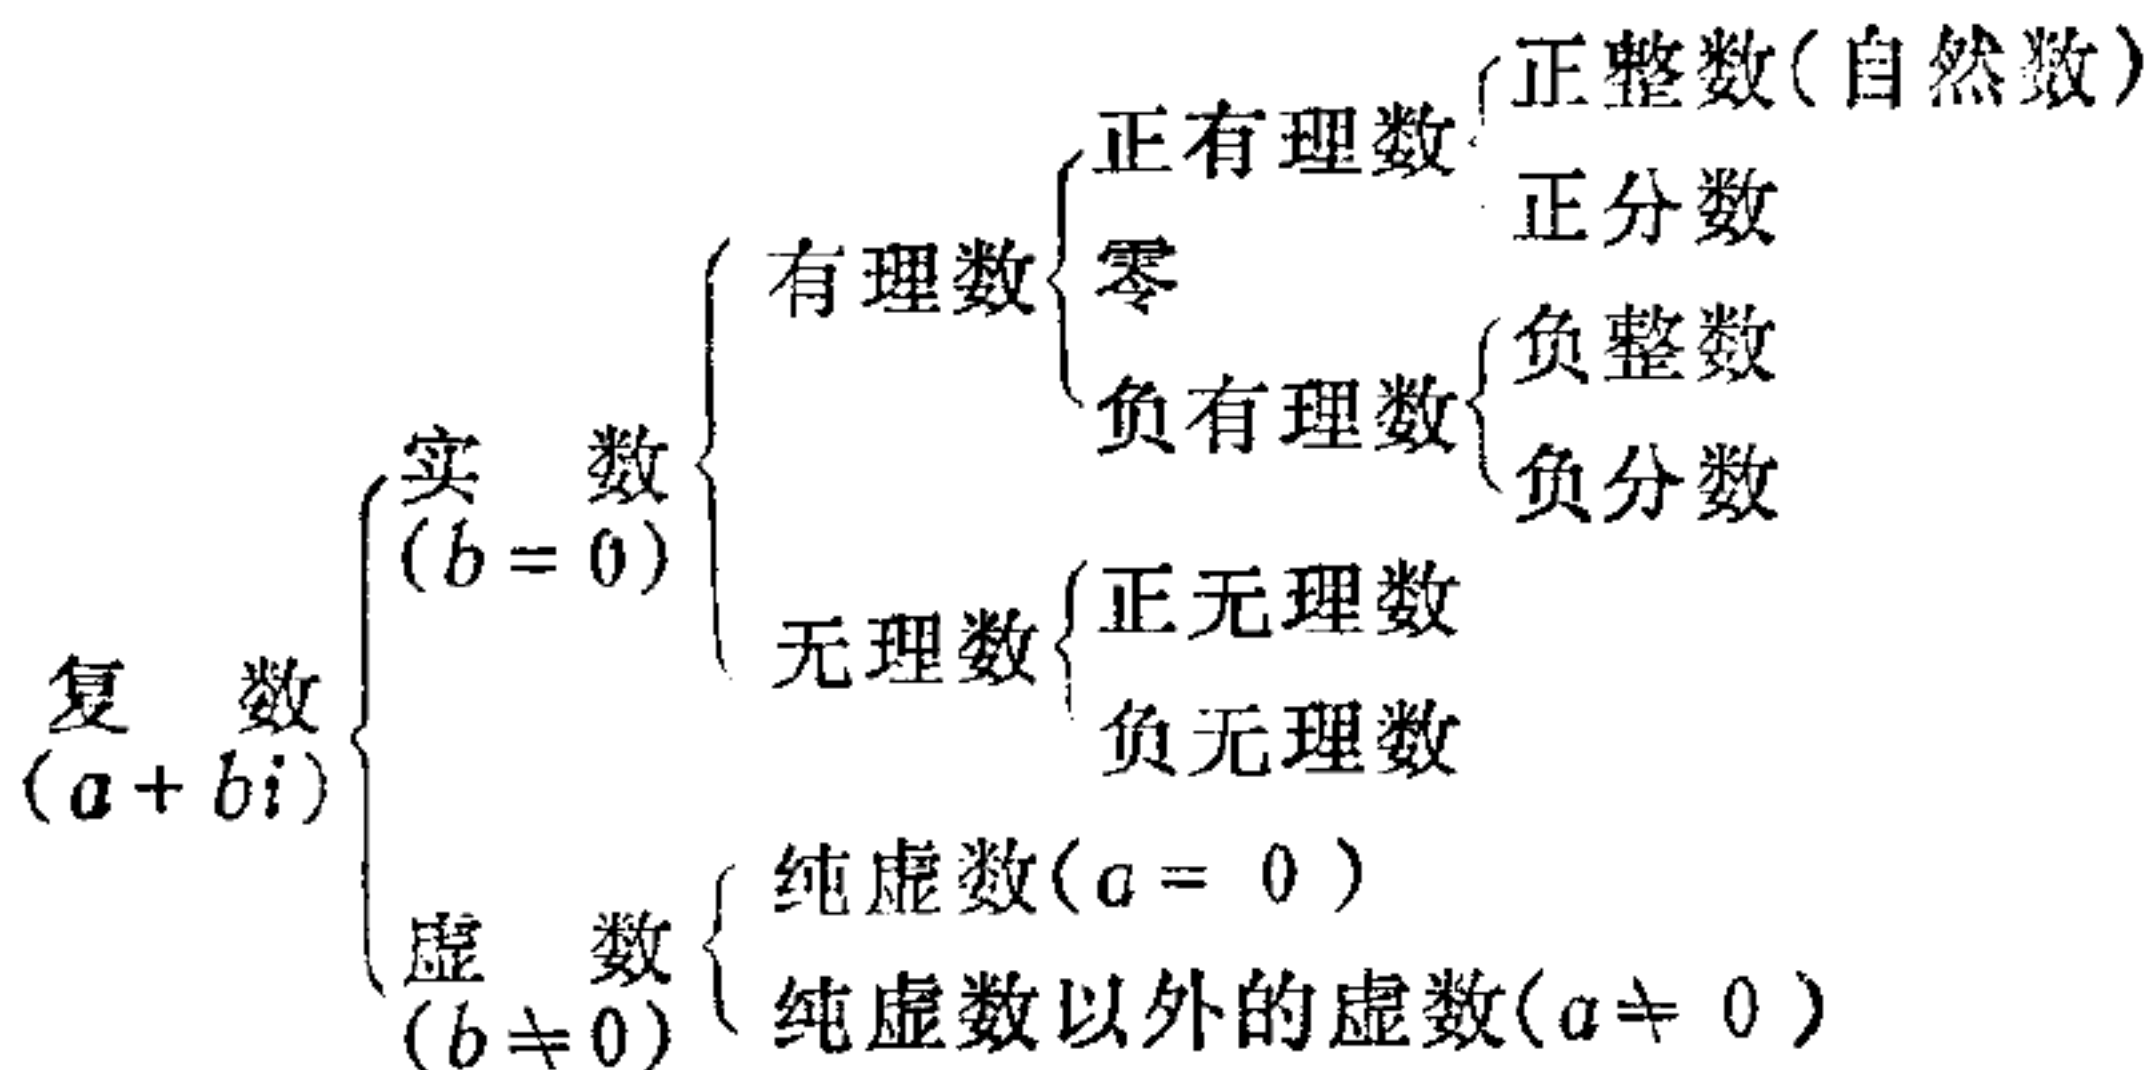 正整数(自然数)
正有理数
正分数
有理数
零
负整数
负有理数
负分数
实 数
(b = 0)
正无理数
无理数
负无理数
复 数
(a + bi)
纯虚数(a = 0)
虚 数
(b ≠ 0)
纯虚数以外的虚数(a ≠ 0)